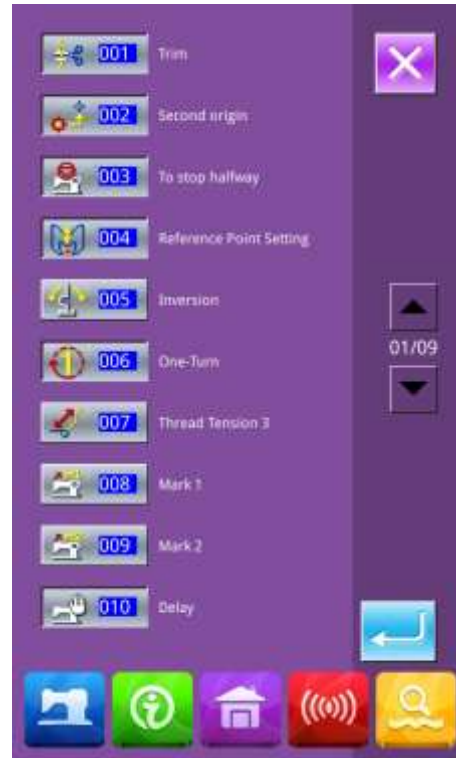 001 Trim
002 Second origin
003 To stop halfway
004 Reference Point Setting
005 Inversion
006 One-Turn
007 Thread Tension 3
008 Mark 1
009 Mark 2
010 Delay
01/09